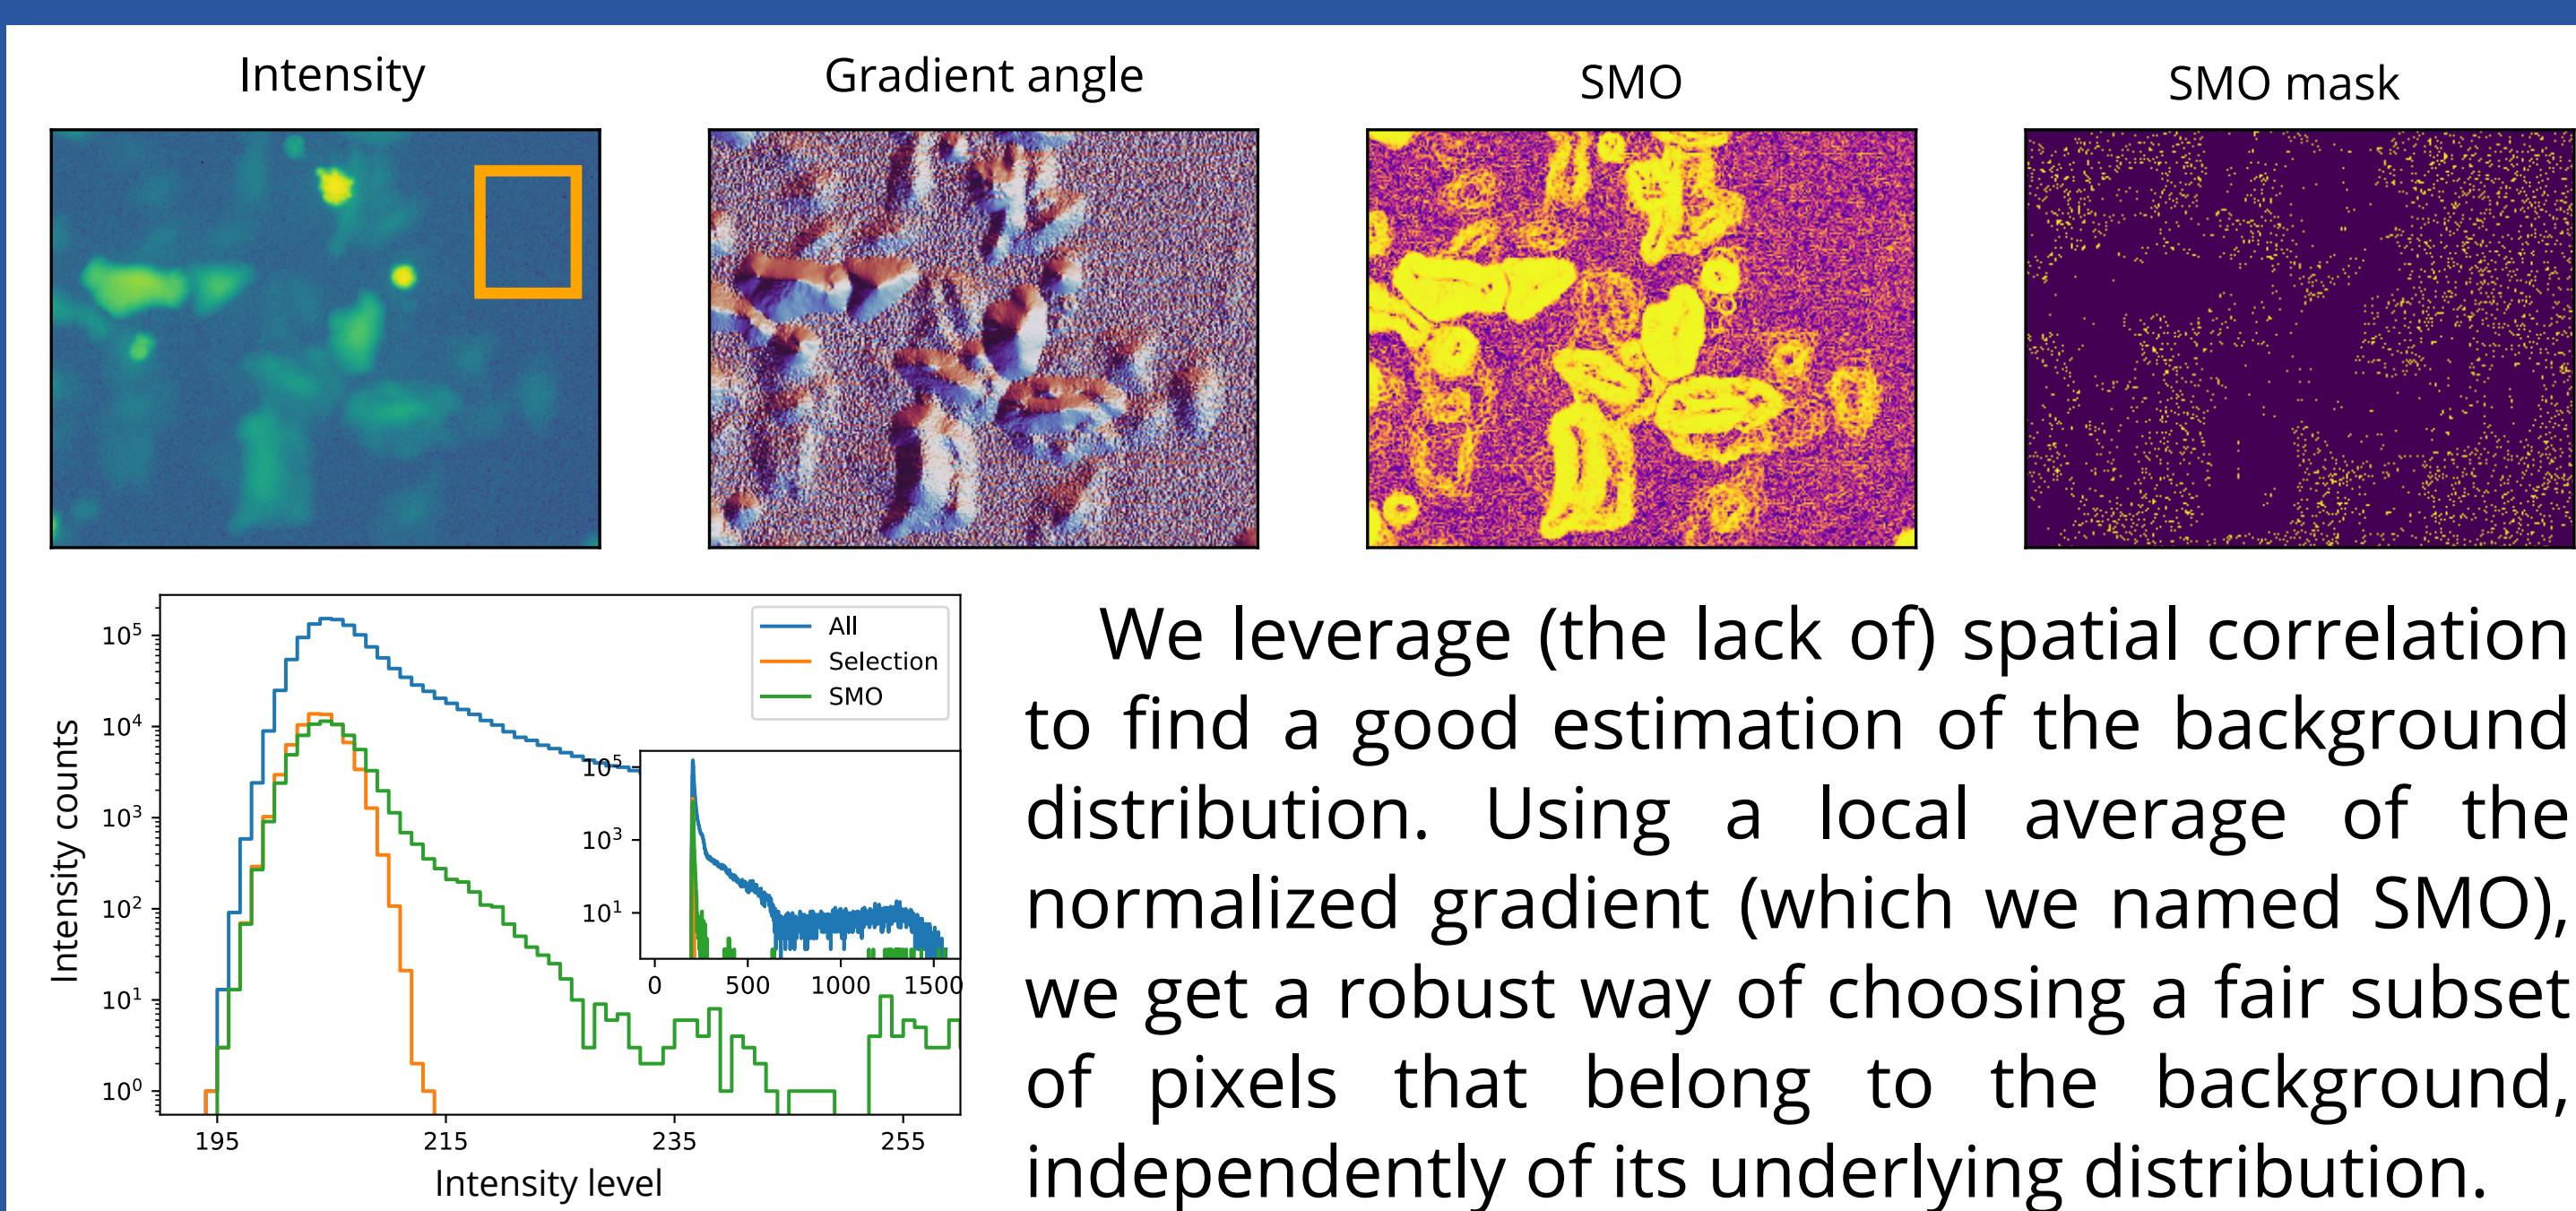 Intensity
Gradient angle
SMO
SMO mask
All
Selection
SMO
10⁵
10⁴
10³
10²
10¹
10⁰
Intensity counts
10⁵
10³
10¹
0 500 1000 1500
195 215 235 255
Intensity level
We leverage (the lack of) spatial correlation
to find a good estimation of the background
distribution. Using a local average of the
normalized gradient (which we named SMO),
we get a robust way of choosing a fair subset
of pixels that belong to the background,
independently of its underlying distribution.